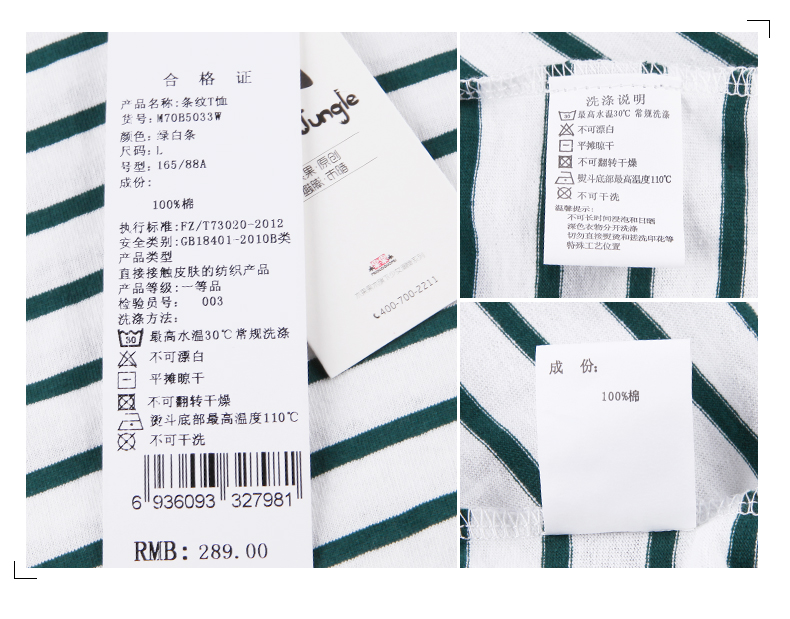 合格证
产品名称:条纹T恤
货号:M70B5033W
颜色:绿白条
尺码:L
号型:165/88A
成份:
100%棉
执行标准:FZ/T73020-2012
安全类别:GB18401-2010B类
产品类型
直接接触皮肤的纺织产品
产品等级:一等品
检验员号: 003
洗涤方法:
30 最高水温30℃常规洗涤
不可漂白
平摊晾干
不可翻转干燥
熨斗底部最高温度110℃
不可干洗
6 936093 327981
RMB: 289.00
Jungle
原创
400-700-2211
洗涤说明
30 最高水温30℃ 常规洗涤
不可漂白
平摊晾干
不可翻转干燥
熨斗底部最高温度110℃
不可干洗
温馨提示:
不可长时间浸泡和日晒
深色衣物分开洗涤
切勿直接熨烫和搓洗印花等
特殊工艺位置
成 份:
100%棉